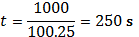 t = 1000 / 100.25 = 250 s